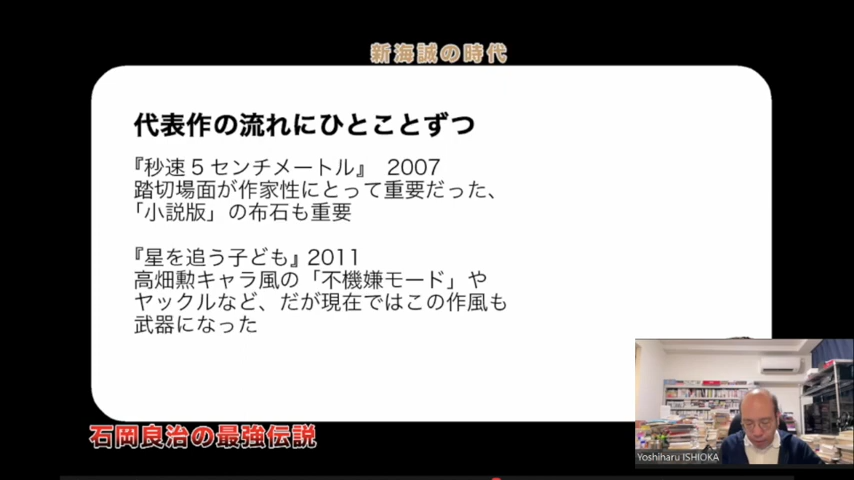 新海誠の時代
代表作の流れにひとことずつ
『秒速5センチメートル』 2007
踏切場面が作家性にとって重要だった、
「小説版」の布石も重要
『星を追う子ども』2011
高畑勲キャラ風の「不機嫌モード」や
ヤックルなど、だが現在ではこの作風も
武器になった
石岡良治の最強伝説
Yoshiharu ISHIOKA